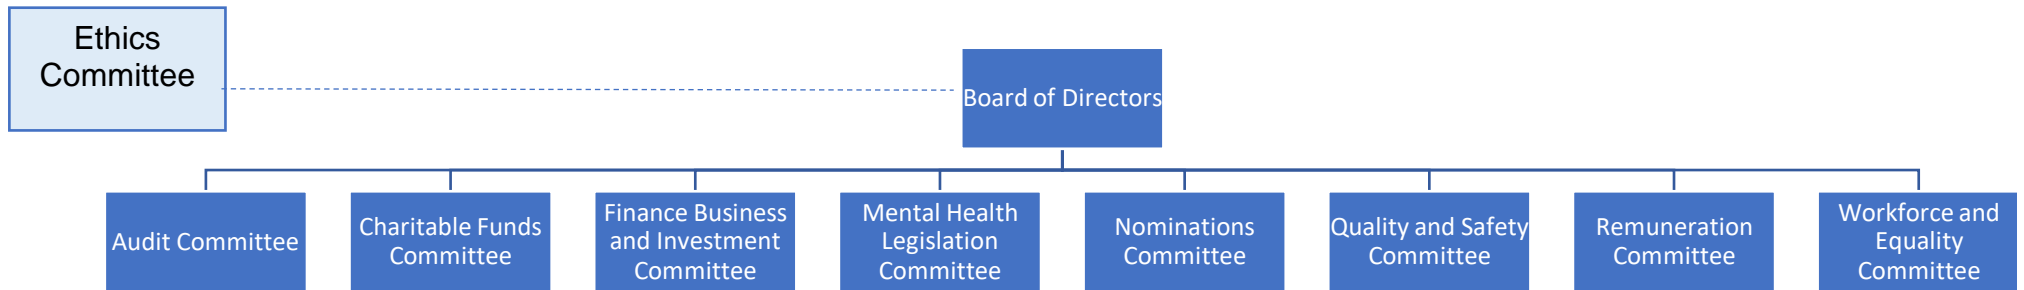 Ethics
Committee
Board of Directors
Audit Committee
Charitable Funds
Committee
Finance Business
and Investment
Committee
Mental Health
Legislation
Committee
Nominations
Committee
Quality and Safety
Committee
Remuneration
Committee
Workforce and
Equality
Committee